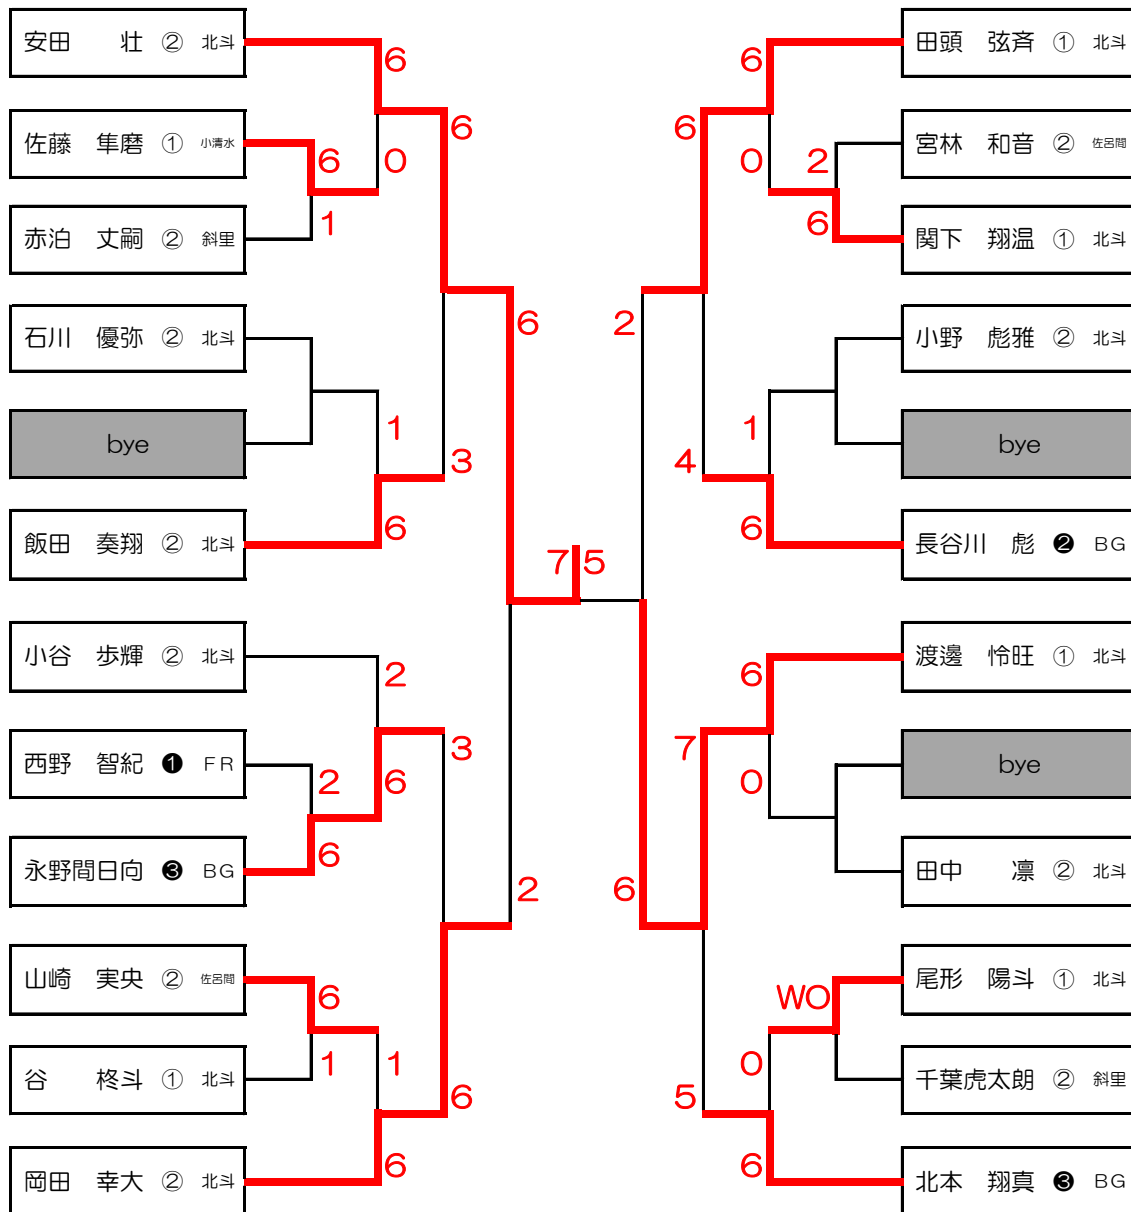 安田　壮 ② 北斗
佐藤　隼磨 ① 小清水
赤泊　丈嗣 ② 斜里
石川　優弥 ② 北斗
bye
飯田　奏翔 ② 北斗
小谷　歩輝 ② 北斗
西野　智紀 ❶ ＦＲ
永野間日向 ❸ ＢＧ
山崎　実央 ② 佐呂間
谷　柊斗 ① 北斗
岡田　幸大 ② 北斗
6
6
6
0
1
6
1
3
6
2
3
2
6
6
2
6
1
1
6
6
7 5
6
6
0
2
6
2
1
4
6
6
7
0
6
WO
0
5
6
田頭　弦斉 ① 北斗
宮林　和音 ② 佐呂間
関下　翔温 ① 北斗
小野　彪雅 ② 北斗
bye
長谷川　彪 ❷ ＢＧ
渡邊　怜旺 ① 北斗
bye
田中　凛 ② 北斗
尾形　陽斗 ① 北斗
千葉虎太朗 ② 斜里
北本　翔真 ❸ ＢＧ